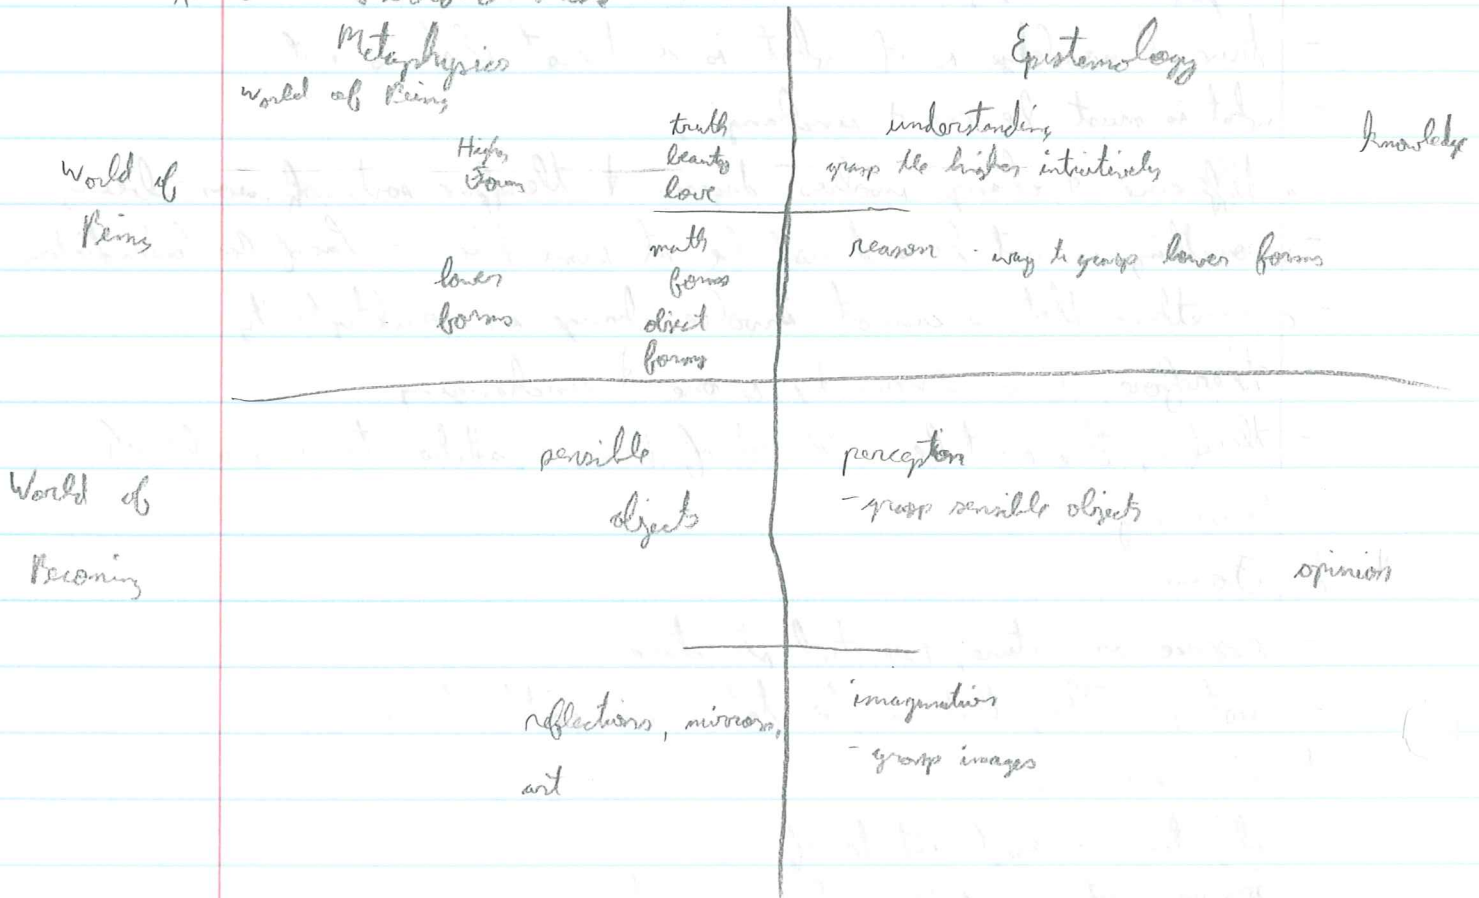 Metaphysics
Epistemology
World of Being
truth
understanding
knowledge
Higher
beauty
World of
grasp the higher intuitively
Forms
love
Being
math
reason - way to grasp lower forms
lower
forms
forms
object
forms
sensible
perception
World of
objects
-grasp sensible objects
Becoming
opinion
reflections, mirrors,
imagination
-grasp images
art